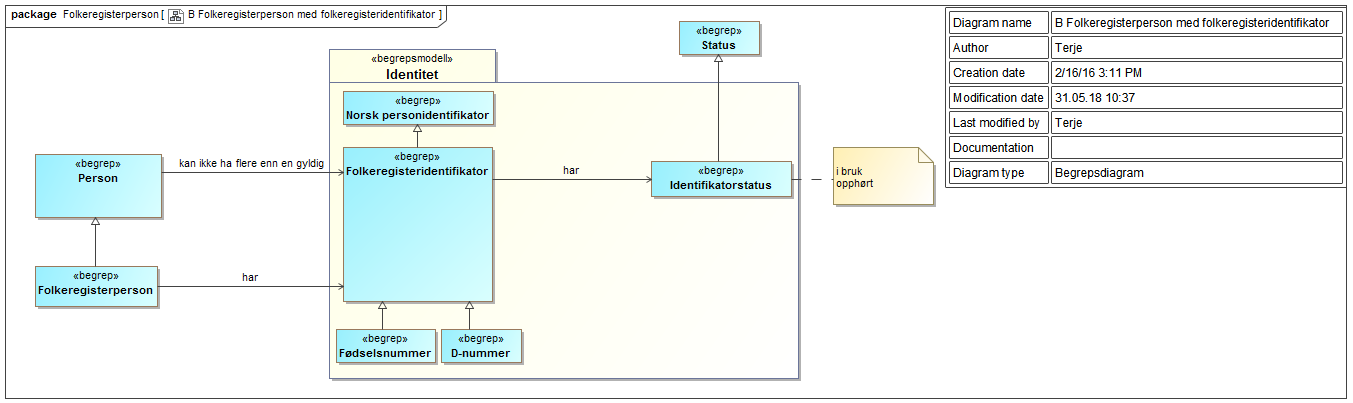 package Folkeregisterperson [ B Folkeregisterperson med folkeregisteridentifikator ]
Diagram name B Folkeregisterperson med folkeregisteridentifikator
Author Terje
Creation date 2/16/16 3:11 PM
Modification date 31.05.18 10:37
Last modified by Terje
Documentation
Diagram type Begrepsdiagram
«begrep»
Status
«begrepsmodell»
Identitet
«begrep»
Norsk personidentifikator
«begrep»
Person
kan ikke ha flere enn en gyldig
«begrep»
Folkeregisteridentifikator
har
«begrep»
Identifikatorstatus
i bruk
opphørt
«begrep»
Folkeregisterperson
har
«begrep»
Fødselsnummer
«begrep»
D-nummer